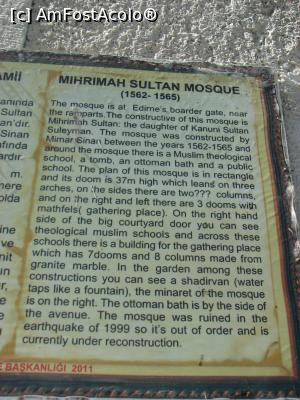 [c] AmFostAcolo®
AMİİ
MIHRIMAH SULTAN MOSQUE
(1562- 1565)
anında
Sultan
an'dır.
Sinan
afında
ardır.
m.
nere
olda
ine
ve
nit
un
lar
The mosque is at Edirne's boarder gate, near
the ramparts.The constructive of this mosque is
Mihrimah Sultan: the daughter of Kanuni Sultan
Suleyman. The mosque was constructed by
Mimar Sinan between the years 1562-1565 and
around the mosque there is a Muslim theological
school, a tomb, an ottoman bath and a public
school. The plan of this mosque is in rectangle
and its doom is 37m high which leans on three
arches, on the sides there are two??? columns,
and on the right and left there are 3 dooms with
mathfels( gathering place). On the right hand
side of the big courtyard door you can see
theological muslim schools and across these
schools there is a building for the gathering place
which has 7dooms and 8 columns made from
granite marble. In the garden among these
constructions you can see a shadirvan (water
taps like a fountain), the minaret of the mosque
is on the right. The ottoman bath is by the side of
the avenue. The mosque was ruined in the
earthquake of 1999 so it's out of order and is
currently under reconstruction.
E BAŞKANLIĞI 2011